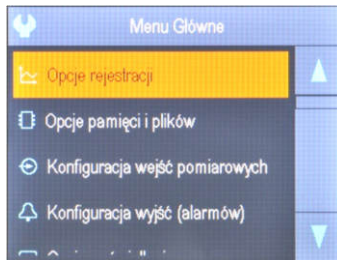 Menu Główne
Opcje rejestracji
Opcje pamięci i plików
Konfiguracja wejść pomiarowych
Konfiguracja wyjść (alarmów)